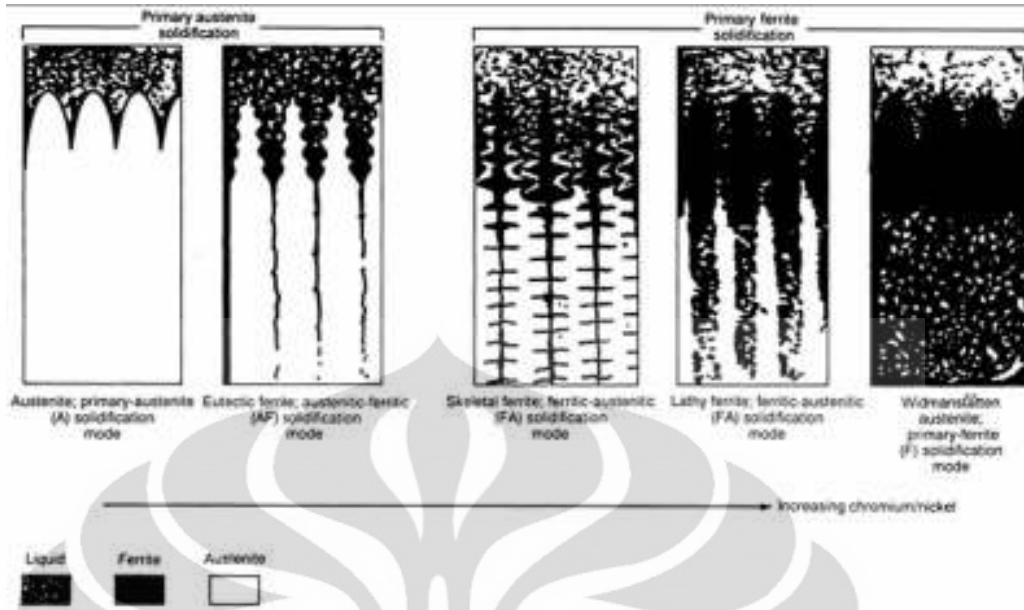 Primary austenite
solidification
Primary ferrite
solidification
Austenite; primary-austenite
(A) solidification
mode
Eutectic ferrite; austenitic-ferritic
(AF) solidification
mode
Skeletal ferrite; ferritic-austenitic
(FA) solidification
mode
Lathy ferrite; ferritic-austenitic
(FA) solidification
mode
Widmanstätten
austenite;
primary-ferrite
(F) solidification
mode
Increasing chromium/nickel
Liquid
Ferrite
Austenite